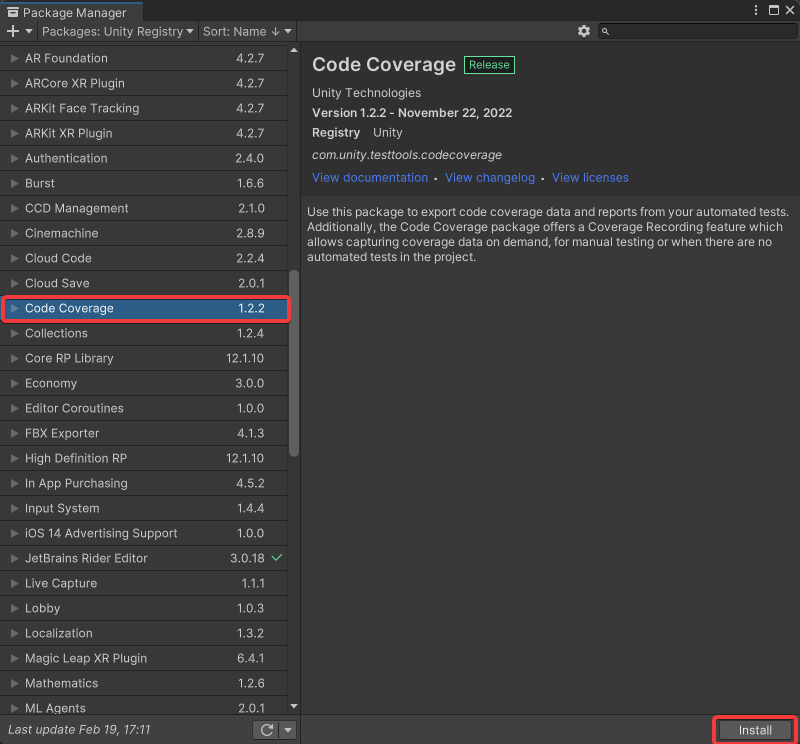 Package Manager
Packages: Unity Registry Sort: Name ↓
AR Foundation 4.2.7
ARCore XR Plugin 4.2.7
ARKit Face Tracking 4.2.7
ARKit XR Plugin 4.2.7
Authentication 2.4.0
Burst 1.6.6
CCD Management 2.1.0
Cinemachine 2.8.9
Cloud Code 2.2.4
Cloud Save 2.0.1
Code Coverage 1.2.2
Collections 1.2.4
Core RP Library 12.1.10
Economy 3.0.0
Editor Coroutines 1.0.0
FBX Exporter 4.1.3
High Definition RP 12.1.10
In App Purchasing 4.5.2
Input System 1.4.4
iOS 14 Advertising Support 1.0.0
JetBrains Rider Editor 3.0.18
Live Capture 1.1.1
Lobby 1.0.3
Localization 1.3.2
Magic Leap XR Plugin 6.4.1
Mathematics 1.2.6
ML Agents 2.0.1
Last update Feb 19, 17:11
Code Coverage Release
Unity Technologies
Version 1.2.2 - November 22, 2022
Registry Unity
com.unity.testtools.codecoverage
View documentation • View changelog • View licenses
Use this package to export code coverage data and reports from your automated tests.
Additionally, the Code Coverage package offers a Coverage Recording feature which
allows capturing coverage data on demand, for manual testing or when there are no
automated tests in the project.
Install